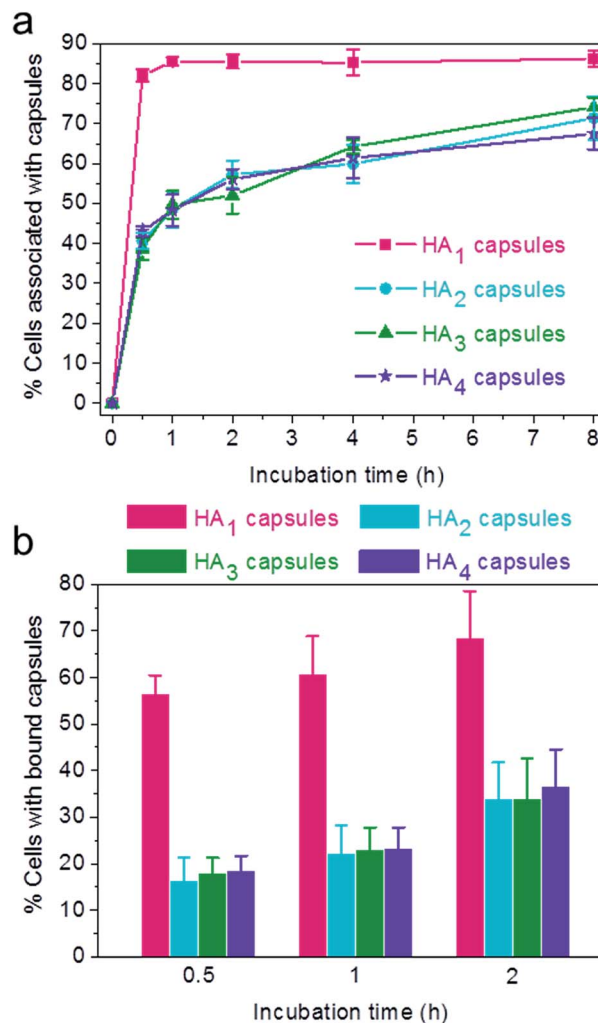 a
% Cells associated with capsules
90
80
70
60
50
40
30
20
10
0
HA1 capsules
HA2 capsules
HA3 capsules
HA4 capsules
0 1 2 3 4 5 6 7 8
Incubation time (h)
HA1 capsules HA2 capsules
HA3 capsules HA4 capsules
b
% Cells with bound capsules
80
70
60
50
40
30
20
10
0
0.5 1 2
Incubation time (h)